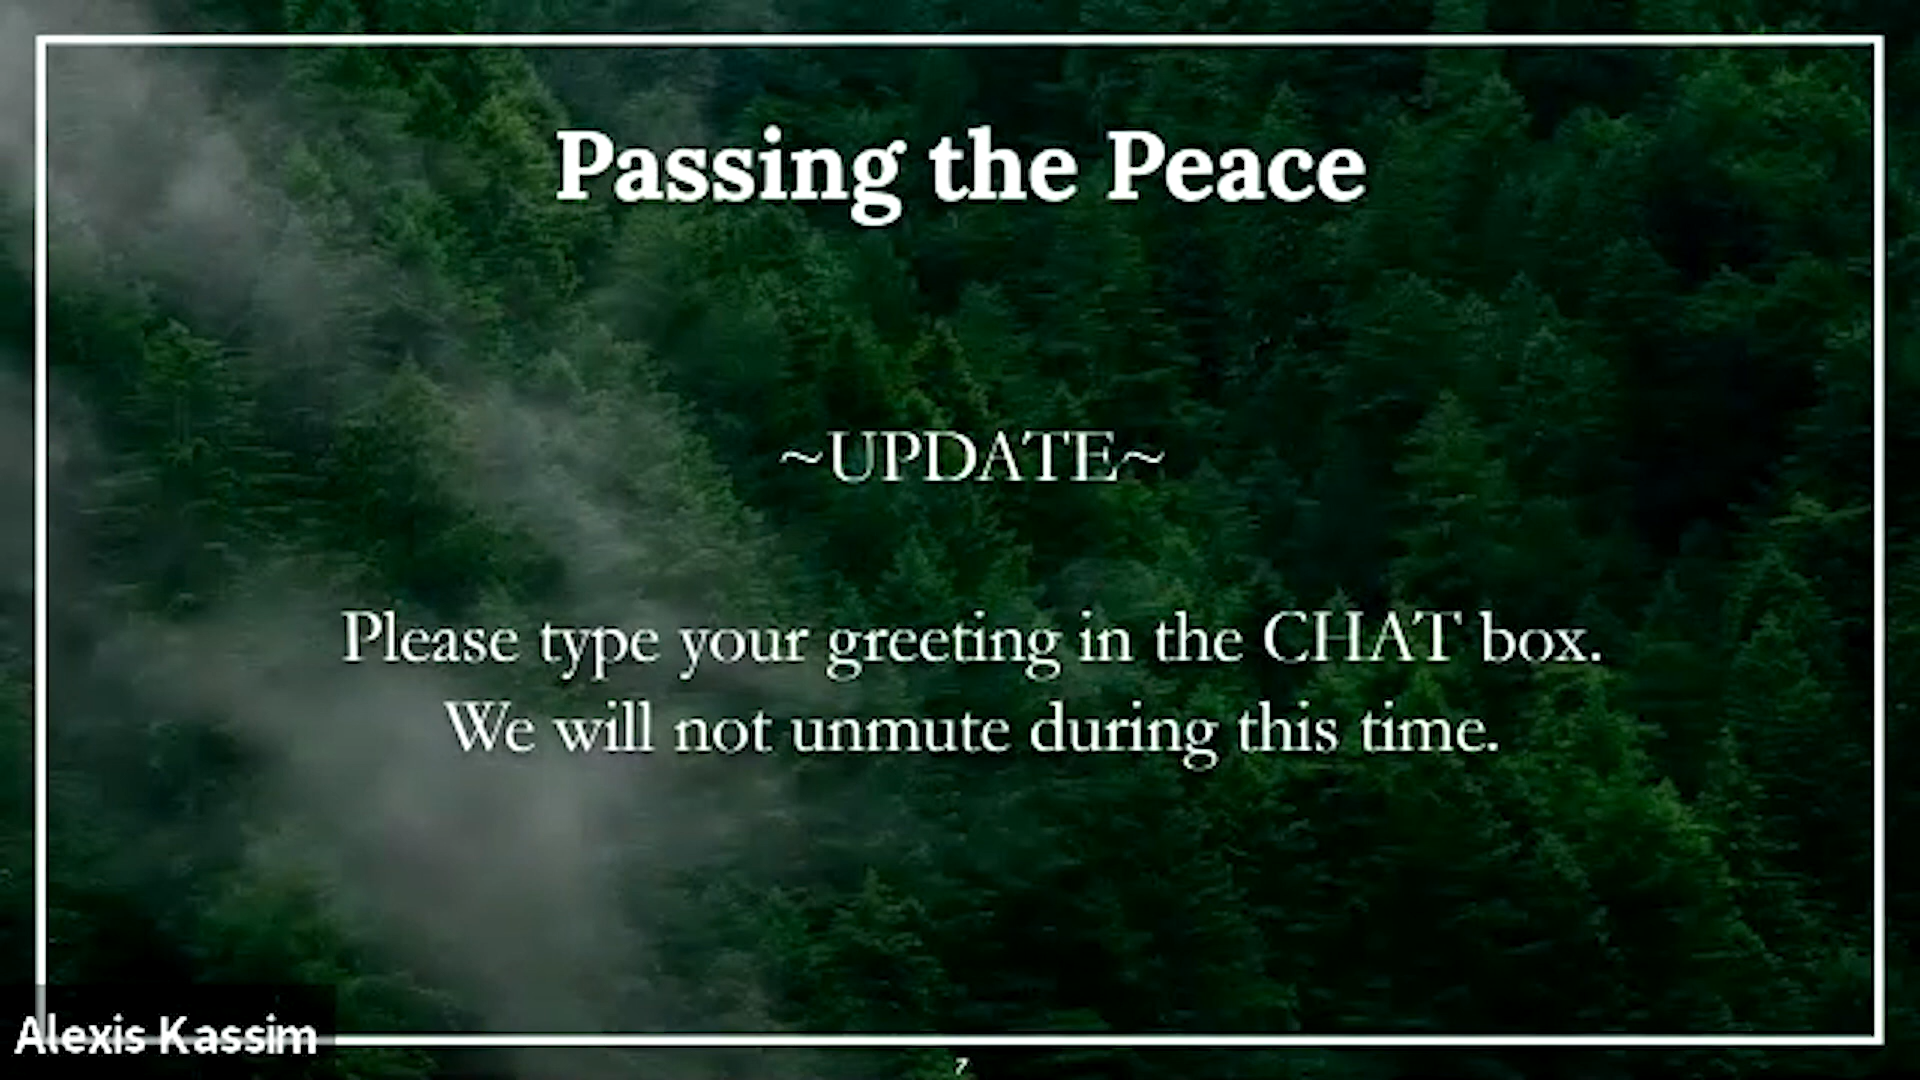 Passing the Peace
~UPDATE~
Please type your greeting in the CHAT box.
We will not unmute during this time.
Alexis Kassim
7